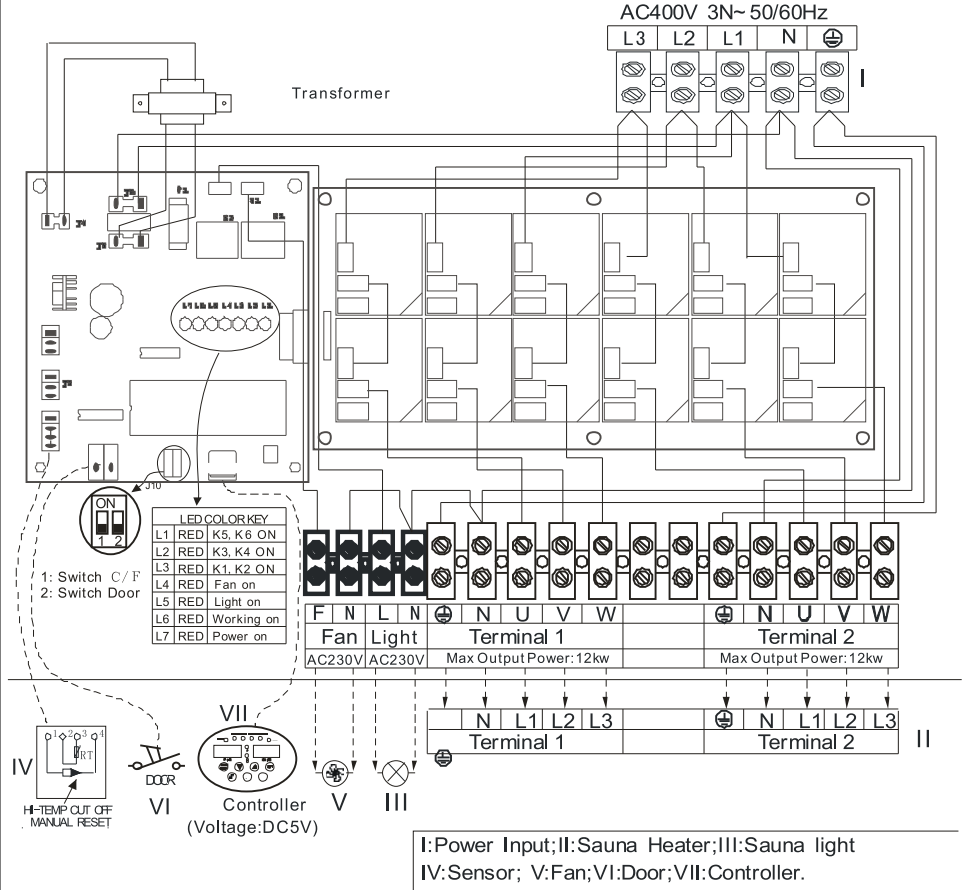 AC400V 3N~ 50/60Hz
L3 L2 L1 N
I
Transformer
J10
ON
1 2
1: Switch C/F
2: Switch Door
LED COLOR KEY
L1 RED K5, K6 ON
L2 RED K3, K4 ON
L3 RED K1, K2 ON
L4 RED Fan on
L5 RED Light on
L6 RED Working on
L7 RED Power on
F N L N N U V W N U V W
Fan Light Terminal 1 Terminal 2
AC230V AC230V Max Output Power:12kw Max Output Power:12kw
N L1 L2 L3 N L1 L2 L3
Terminal 1 Terminal 2
II
IV
1 2 3 4
RT
HI-TEMP CUT OFF
MANUAL RESET
DOOR
VI
VII
Controller
(Voltage:DC5V)
V
III
I:Power Input;II:Sauna Heater;III:Sauna light
IV:Sensor; V:Fan;VI:Door;VII:Controller.